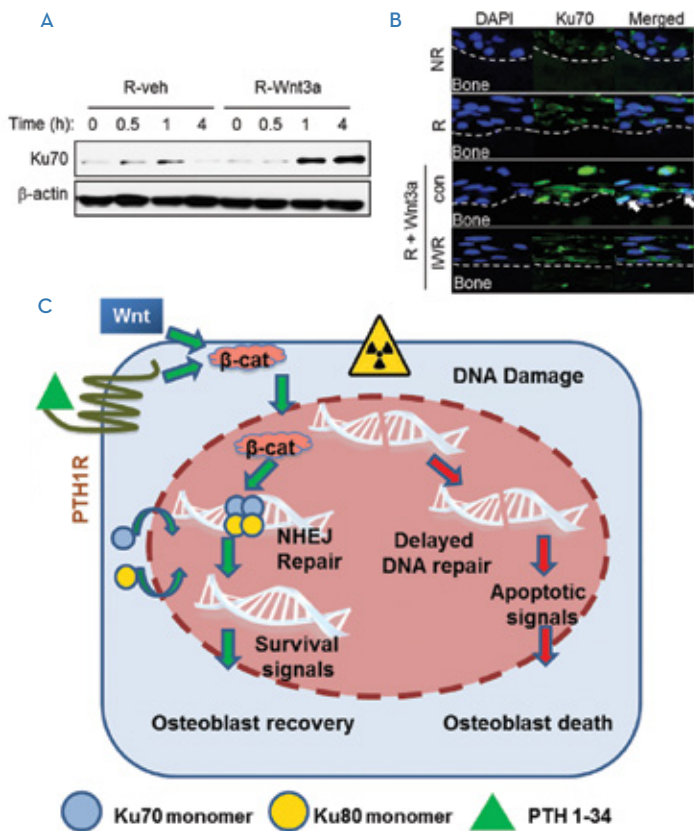 A
R-veh R-Wnt3a
Time (h): 0 0.5 1 4 0 0.5 1 4
Ku70
β-actin
B
DAPI Ku70 Merged
NR
Bone
R
Bone
R + Wnt3a
con
Bone
IWR
Bone
C
Wnt
β-cat
DNA Damage
β-cat
PTH1R
NHEJ
Repair
Delayed
DNA repair
Apoptotic
signals
Survival
signals
Osteoblast recovery
Osteoblast death
Ku70 monomer
Ku80 monomer
PTH 1-34